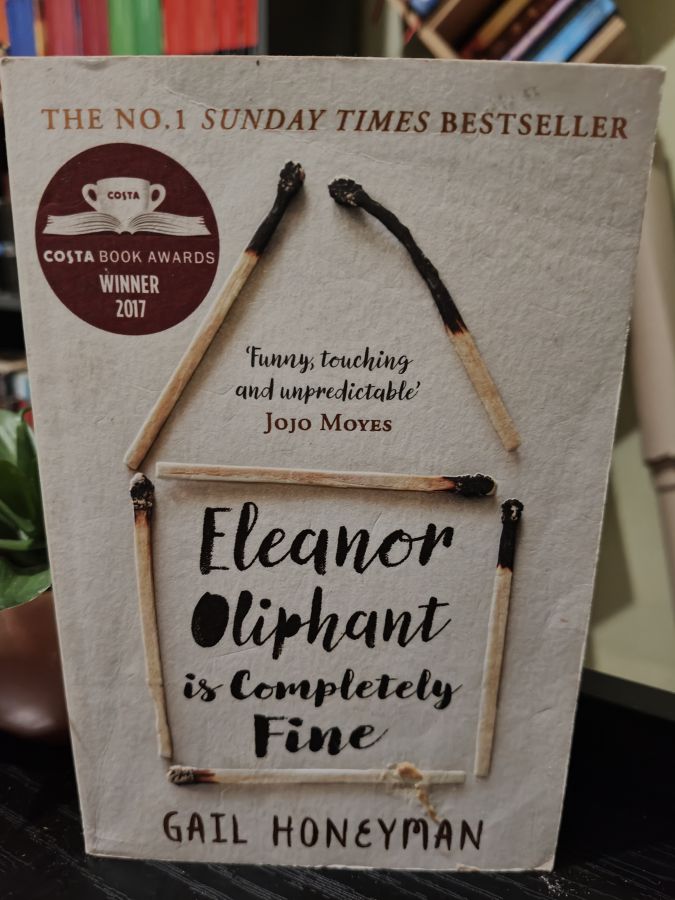 THE NO.1 SUNDAY TIMES BESTSELLER
COSTA
COSTA BOOK AWARDS
WINNER
2017
'Funny, touching
and unpredictable'
JOJO MOYES
Eleanor
Oliphant
is Completely
Fine
GAIL HONEYMAN